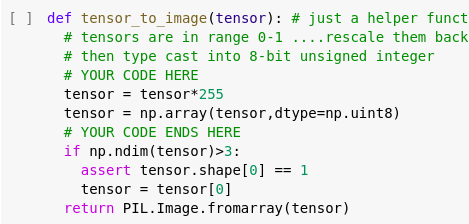 [ ] def tensor_to_image(tensor): # just a helper funct
# tensors are in range 0-1 ....rescale them back
# then type cast into 8-bit unsigned integer
# YOUR CODE HERE
tensor = tensor*255
tensor = np.array(tensor,dtype=np.uint8)
# YOUR CODE ENDS HERE
if np.ndim(tensor)>3:
assert tensor.shape[0] == 1
tensor = tensor[0]
return PIL.Image.fromarray(tensor)